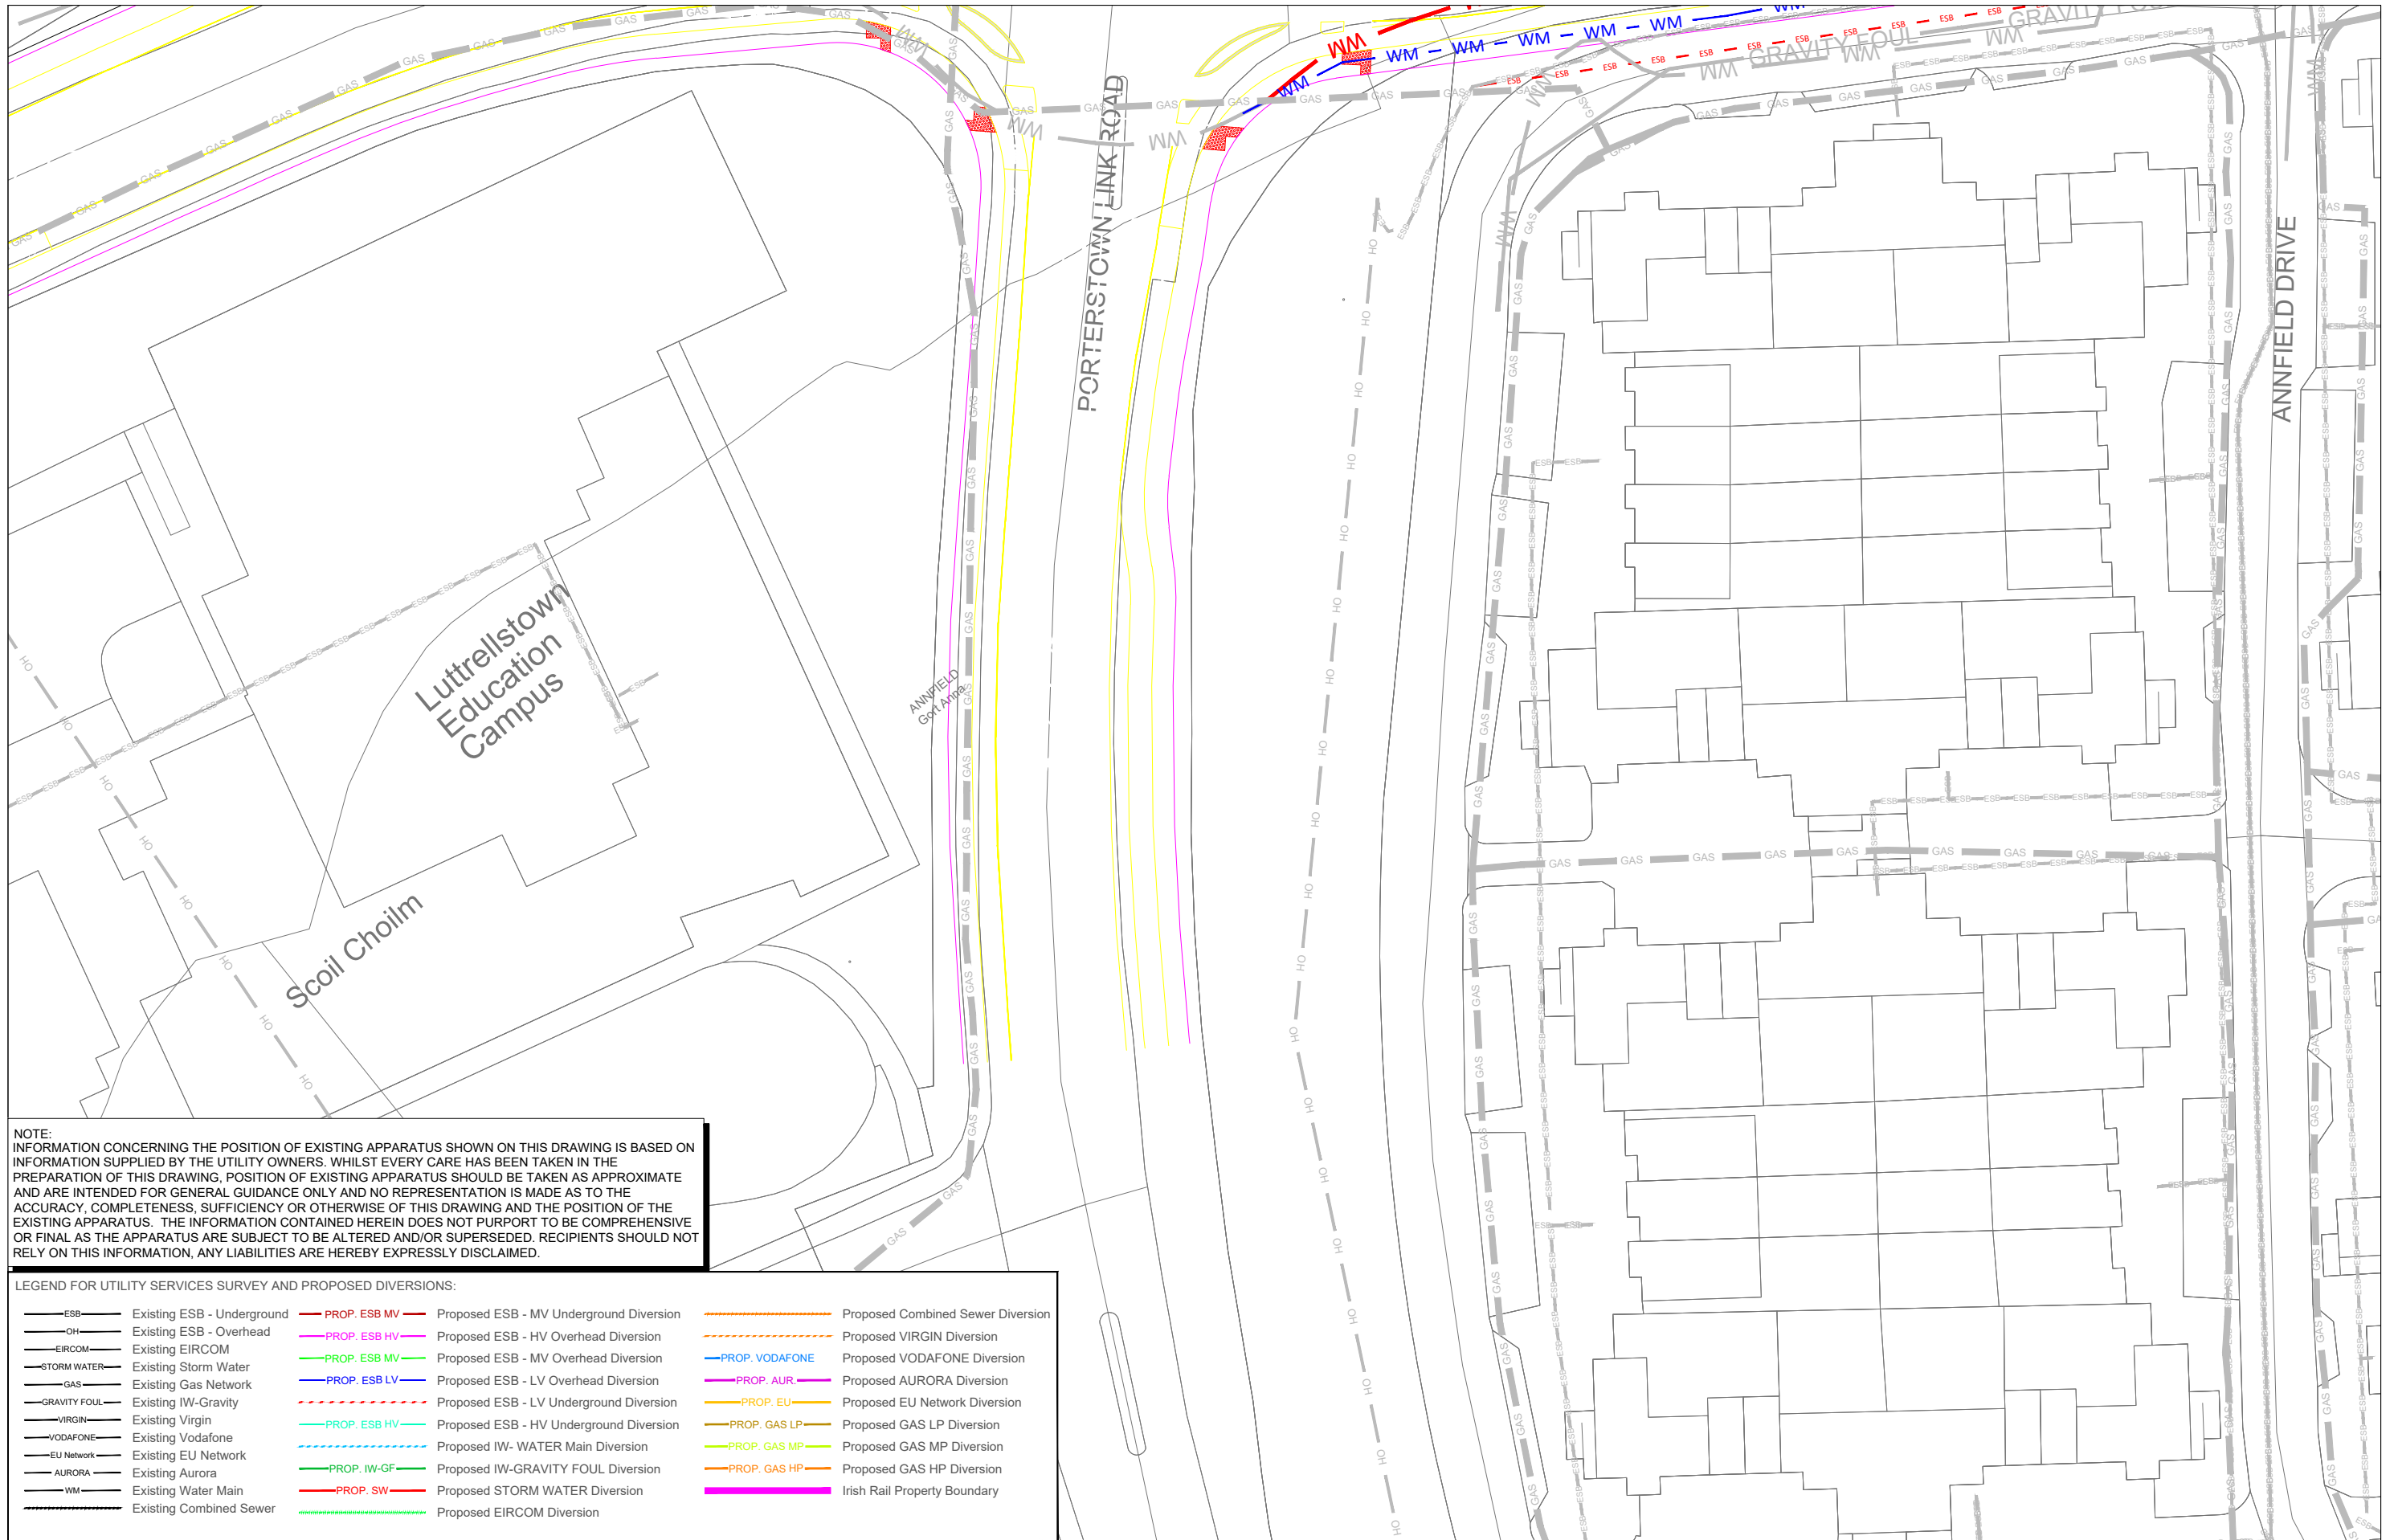 PORTERSTOWN LINK ROAD
GRAVITY FOUL
ANNFIELD DRIVE
WM
WM
WM
WM
WM
WM
ESB
GAS
OH
Luttrellstown
Education
Campus
Scoil Choilm
ANNFIELD
Gort Anna
NOTE:
INFORMATION CONCERNING THE POSITION OF EXISTING APPARATUS SHOWN ON THIS DRAWING IS BASED ON
INFORMATION SUPPLIED BY THE UTILITY OWNERS. WHILST EVERY CARE HAS BEEN TAKEN IN THE
PREPARATION OF THIS DRAWING, POSITION OF EXISTING APPARATUS SHOULD BE TAKEN AS APPROXIMATE
AND ARE INTENDED FOR GENERAL GUIDANCE ONLY AND NO REPRESENTATION IS MADE AS TO THE
ACCURACY, COMPLETENESS, SUFFICIENCY OR OTHERWISE OF THIS DRAWING AND THE POSITION OF THE
EXISTING APPARATUS. THE INFORMATION CONTAINED HEREIN DOES NOT PURPORT TO BE COMPREHENSIVE
OR FINAL AS THE APPARATUS ARE SUBJECT TO BE ALTERED AND/OR SUPERSEDED. RECIPIENTS SHOULD NOT
RELY ON THIS INFORMATION, ANY LIABILITIES ARE HEREBY EXPRESSLY DISCLAIMED.
LEGEND FOR UTILITY SERVICES SURVEY AND PROPOSED DIVERSIONS:
ESB Existing ESB - Underground
OH Existing ESB - Overhead
EIRCOM Existing EIRCOM
STORM WATER Existing Storm Water
GAS Existing Gas Network
GRAVITY FOUL Existing IW-Gravity
VIRGIN Existing Virgin
VODAFONE Existing Vodafone
EU Network Existing EU Network
AURORA Existing Aurora
WM Existing Water Main
Existing Combined Sewer
PROP. ESB MV Proposed ESB - MV Underground Diversion
PROP. ESB HV Proposed ESB - HV Overhead Diversion
PROP. ESB MV Proposed ESB - MV Overhead Diversion
PROP. ESB LV Proposed ESB - LV Overhead Diversion
Proposed ESB - LV Underground Diversion
PROP. ESB HV Proposed ESB - HV Underground Diversion
Proposed IW- WATER Main Diversion
PROP. IW-GF Proposed IW-GRAVITY FOUL Diversion
PROP. SW Proposed STORM WATER Diversion
Proposed EIRCOM Diversion
Proposed Combined Sewer Diversion
Proposed VIRGIN Diversion
PROP. VODAFONE Proposed VODAFONE Diversion
PROP. AUR. Proposed AURORA Diversion
PROP. EU Proposed EU Network Diversion
PROP. GAS LP Proposed GAS LP Diversion
PROP. GAS MP Proposed GAS MP Diversion
PROP. GAS HP Proposed GAS HP Diversion
Irish Rail Property Boundary